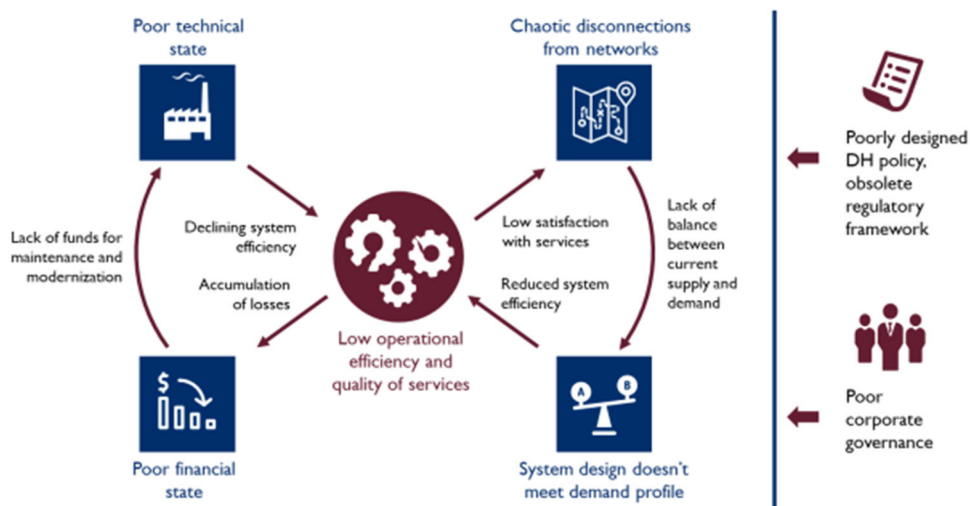 Poor technical
state
Chaotic disconnections
from networks
Lack of funds for
maintenance and
modernization
Declining system
efficiency
Accumulation
of losses
Low operational
efficiency and
quality of services
Low satisfaction
with services
Reduced system
efficiency
Lack of
balance
between
current
supply and
demand
$
Poor financial
state
A
B
System design doesn't
meet demand profile
Poorly designed
DH policy,
obsolete
regulatory
framework
Poor
corporate
governance